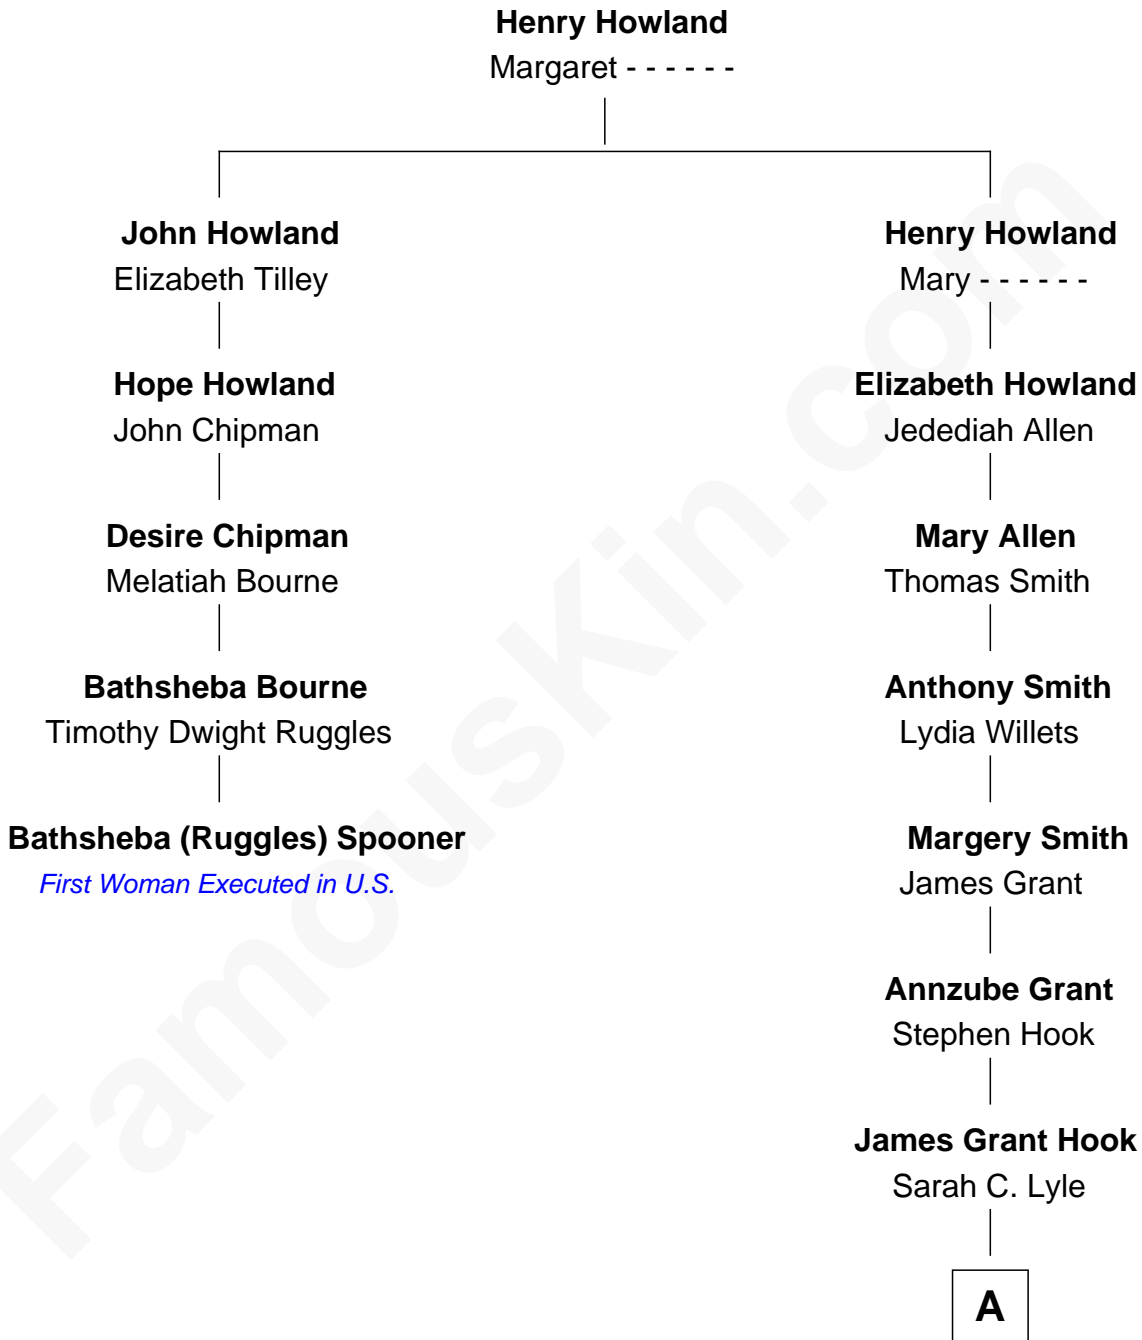 Henry Howland
Margaret - - - - - -
John Howland
Elizabeth Tilley
Henry Howland
Mary - - - - - -
Hope Howland
John Chipman
Elizabeth Howland
Jedediah Allen
Desire Chipman
Melatiah Bourne
Mary Allen
Thomas Smith
Bathsheba Bourne
Timothy Dwight Ruggles
Anthony Smith
Lydia Willets
Bathsheba (Ruggles) Spooner
First Woman Executed in U.S.
Margery Smith
James Grant
Annzube Grant
Stephen Hook
James Grant Hook
Sarah C. Lyle
A
FamousKin.com